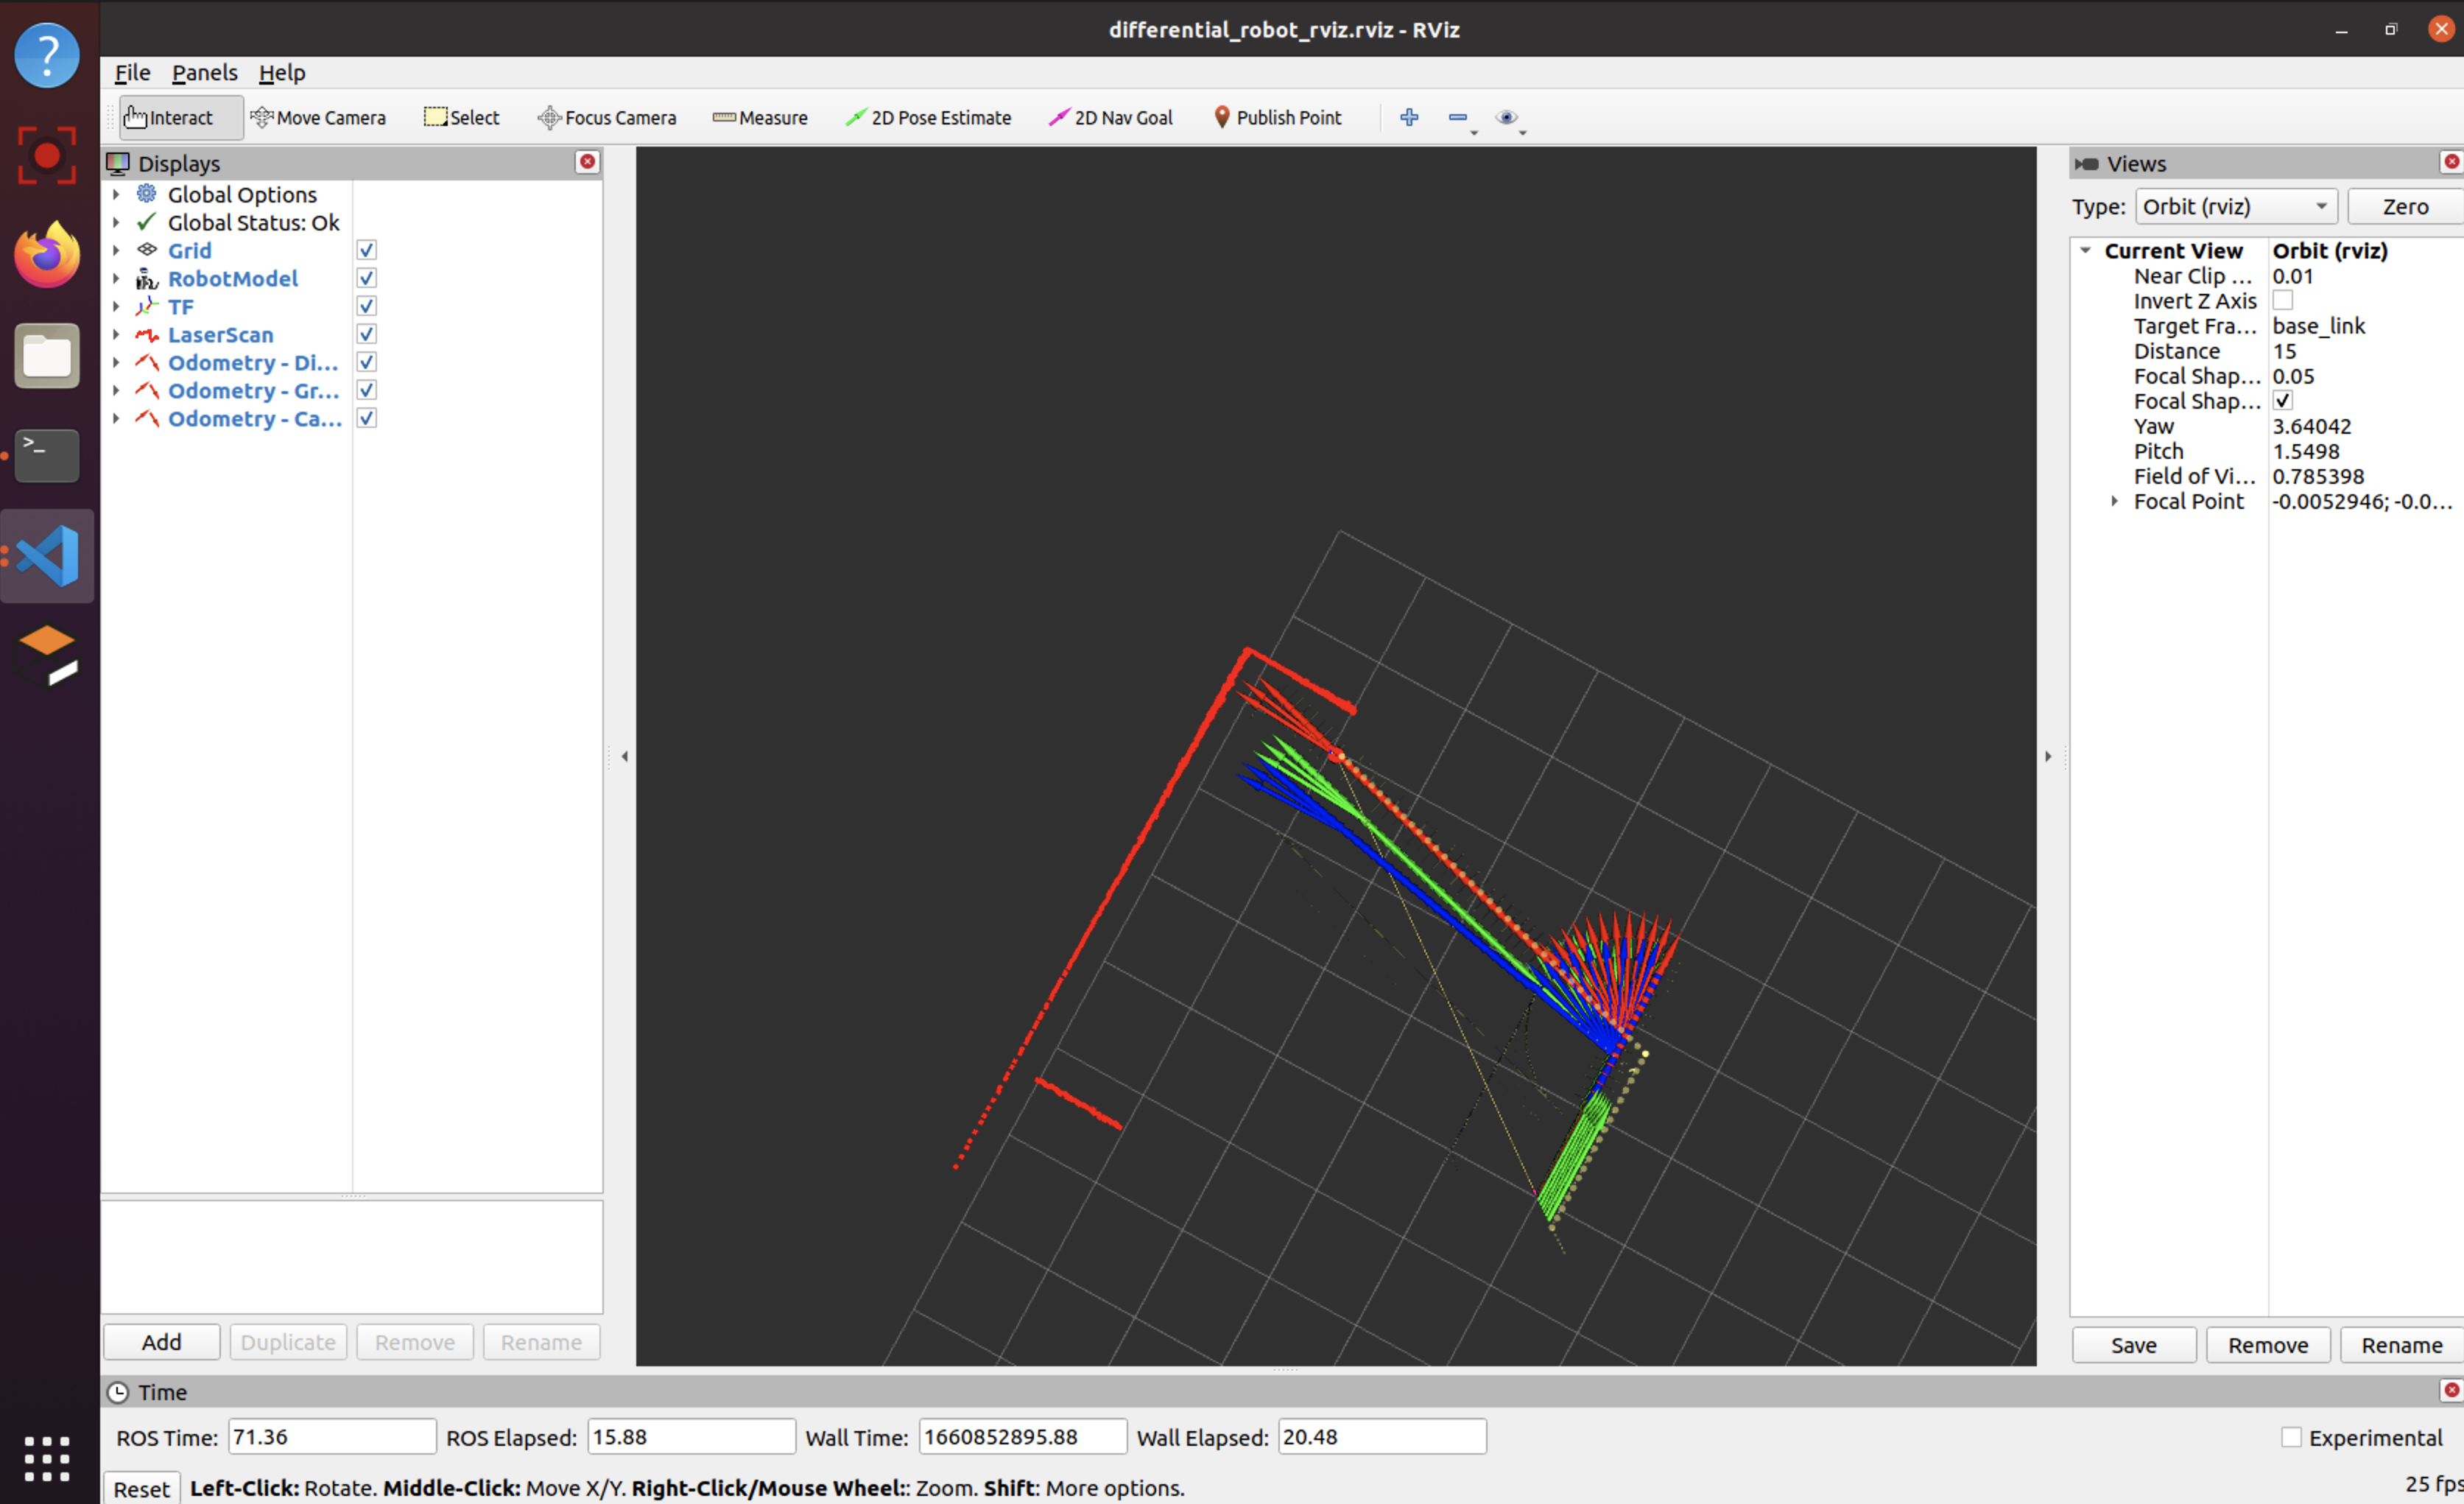 differential_robot_rviz.rviz - RViz
File Panels Help
Interact Move Camera Select Focus Camera Measure 2D Pose Estimate 2D Nav Goal Publish Point
Displays
Global Options
Global Status: Ok
Grid
RobotModel
TF
LaserScan
Odometry - Di...
Odometry - Gr...
Odometry - Ca...
Add Duplicate Remove Rename
Views
Type: Orbit (rviz) Zero
Current View Orbit (rviz)
Near Clip ... 0.01
Invert Z Axis
Target Fra... base_link
Distance 15
Focal Shap... 0.05
Focal Shap...
Yaw 3.64042
Pitch 1.5498
Field of Vi... 0.785398
Focal Point -0.0052946; -0.0...
Save Remove Rename
Time
ROS Time: 71.36 ROS Elapsed: 15.88 Wall Time: 1660852895.88 Wall Elapsed: 20.48 Experimental
Reset Left-Click: Rotate. Middle-Click: Move X/Y. Right-Click/Mouse Wheel:: Zoom. Shift: More options. 25 fps